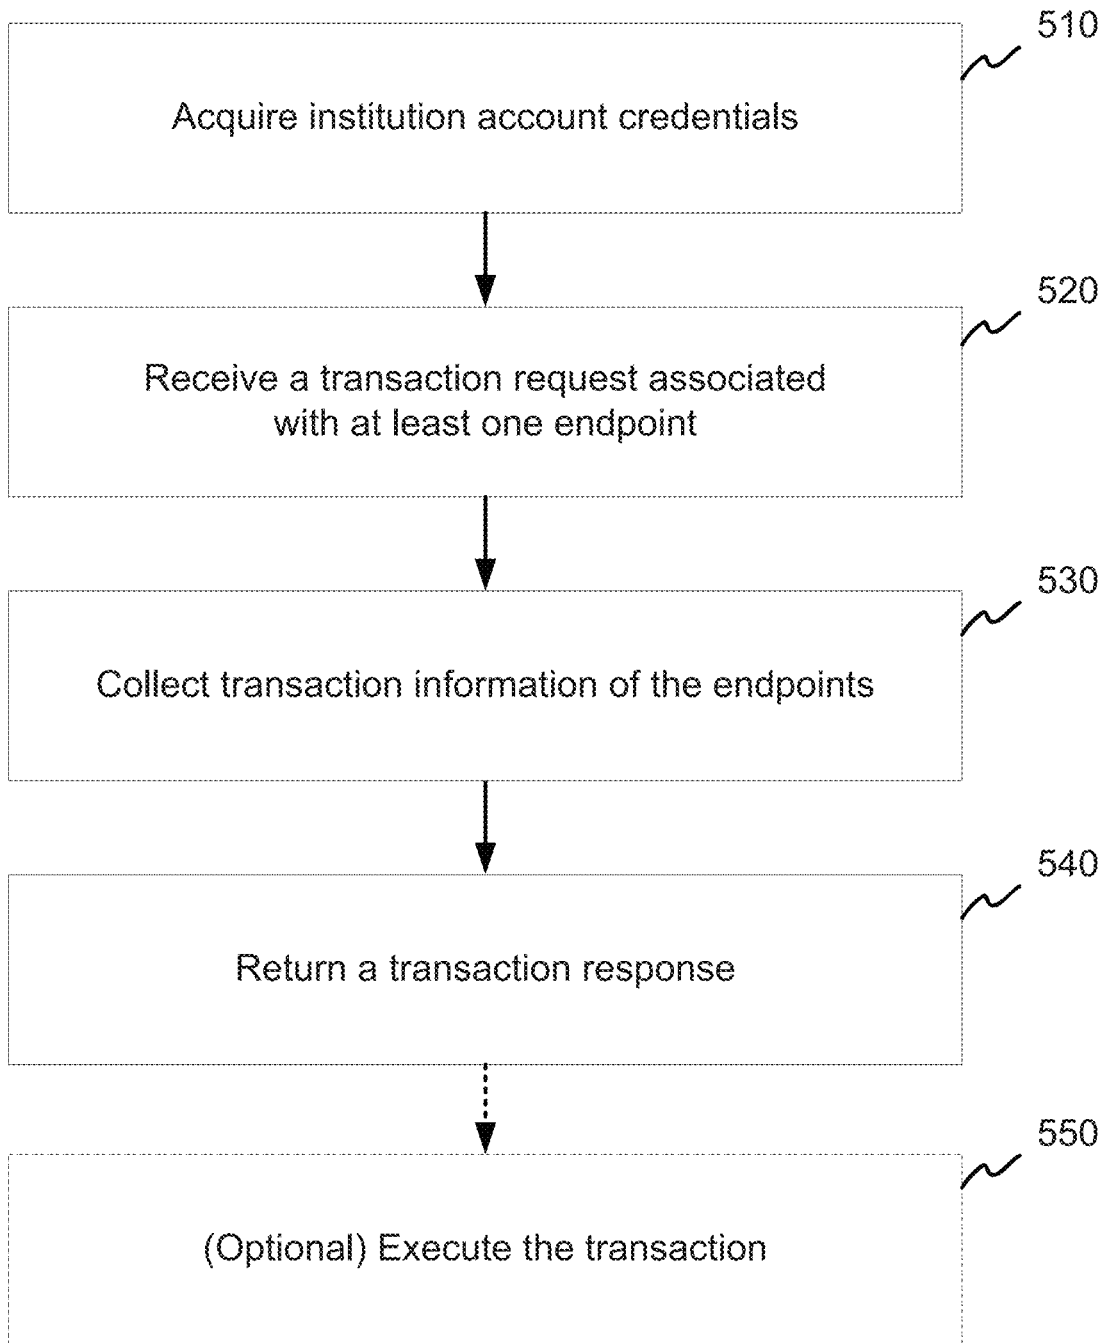 510
Acquire institution account credentials
520
Receive a transaction request associated
with at least one endpoint
530
Collect transaction information of the endpoints
540
Return a transaction response
550
(Optional) Execute the transaction